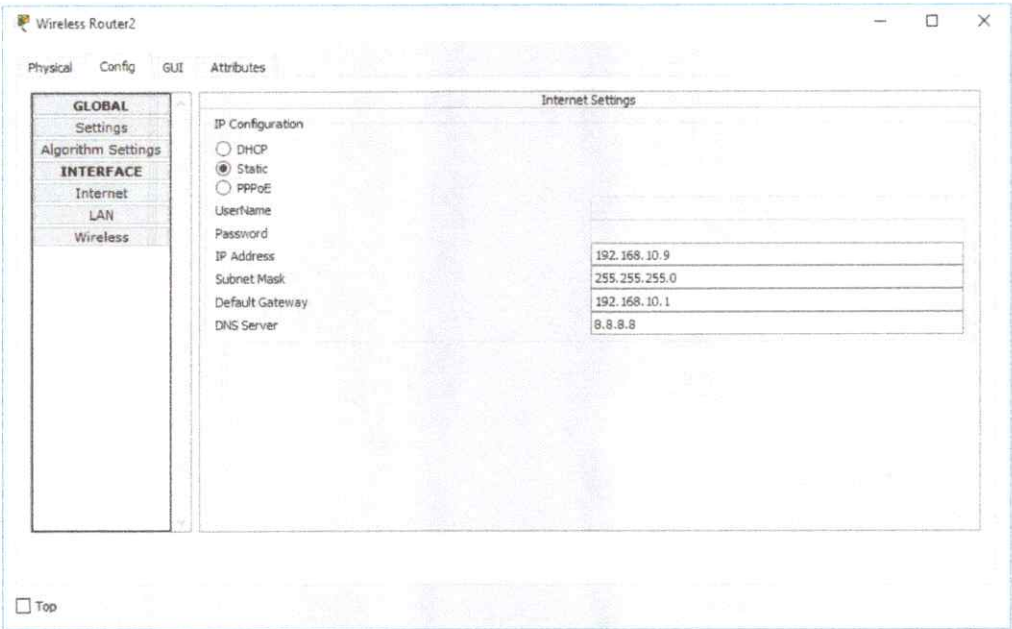 Wireless Router2
Physical Config GUI Attributes
GLOBAL
Settings
Algorithm Settings
INTERFACE
Internet
LAN
Wireless
Internet Settings
IP Configuration
DHCP
Static
PPPoE
UserName
Password
IP Address 192.168.10.9
Subnet Mask 255.255.255.0
Default Gateway 192.168.10.1
DNS Server 8.8.8.8
Top